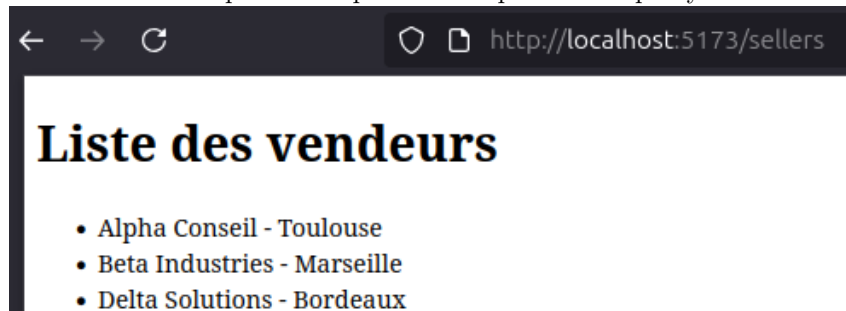 http://localhost:5173/sellers
Liste des vendeurs
• Alpha Conseil - Toulouse
• Beta Industries - Marseille
• Delta Solutions - Bordeaux